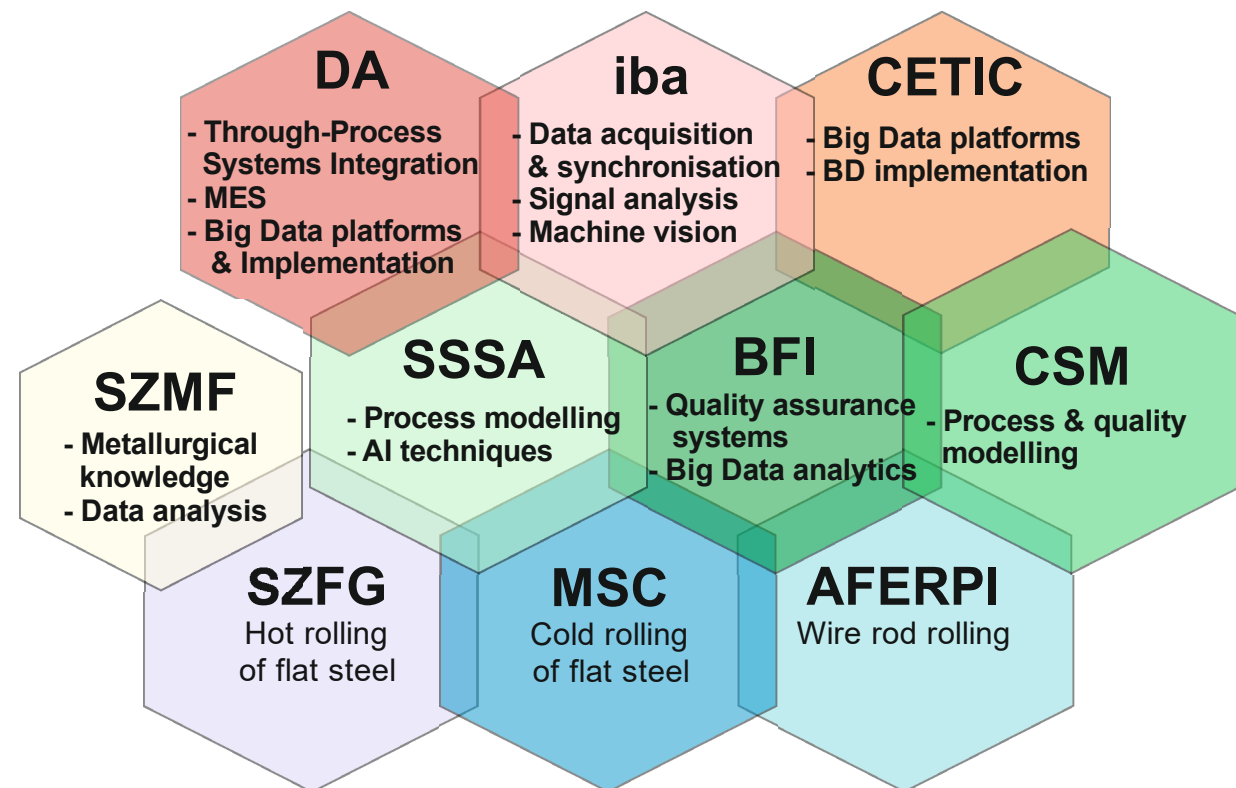 DA
- Through-Process
Systems Integration
- MES
- Big Data platforms
& Implementation
iba
- Data acquisition
& synchronisation
- Signal analysis
- Machine vision
CETIC
- Big Data platforms
- BD implementation
SZMF
- Metallurgical
knowledge
- Data analysis
SSSA
- Process modelling
- AI techniques
BFI
- Quality assurance
systems
- Big Data analytics
CSM
- Process & quality
modelling
SZFG
Hot rolling
of flat steel
MSC
Cold rolling
of flat steel
AFERPI
Wire rod rolling